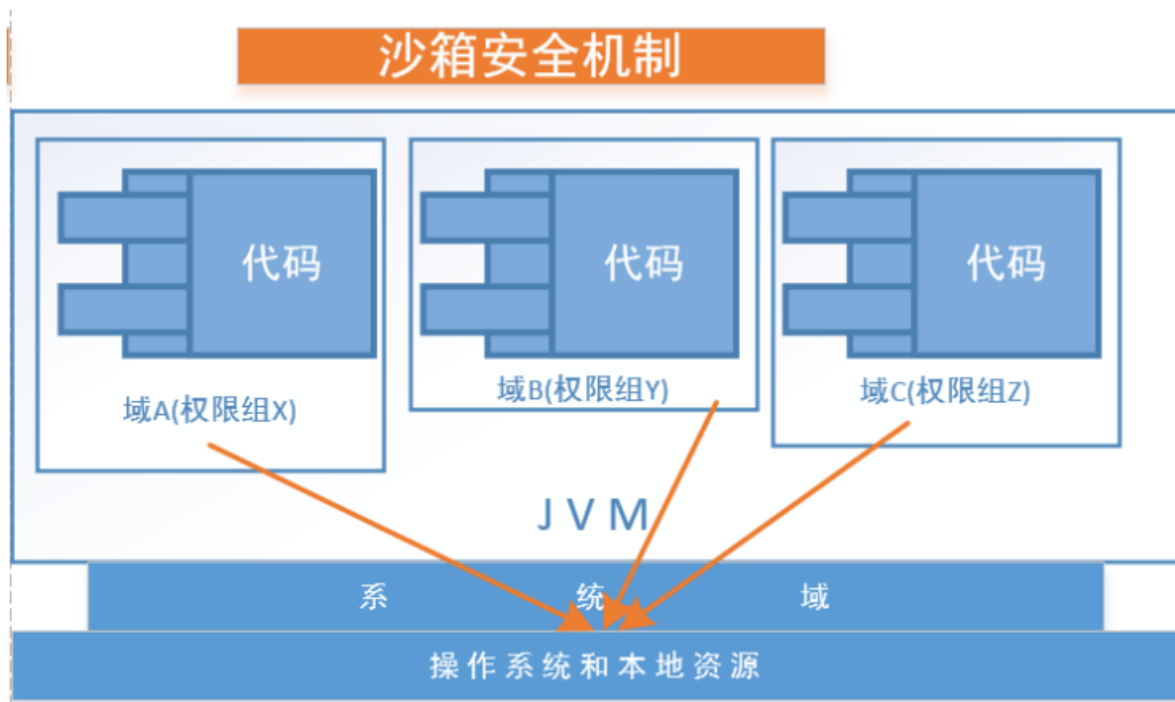 沙箱安全机制
代码
代码
代码
域A(权限组X)
域B(权限组Y)
域C(权限组Z)
JVM
系统域
操作系统和本地资源